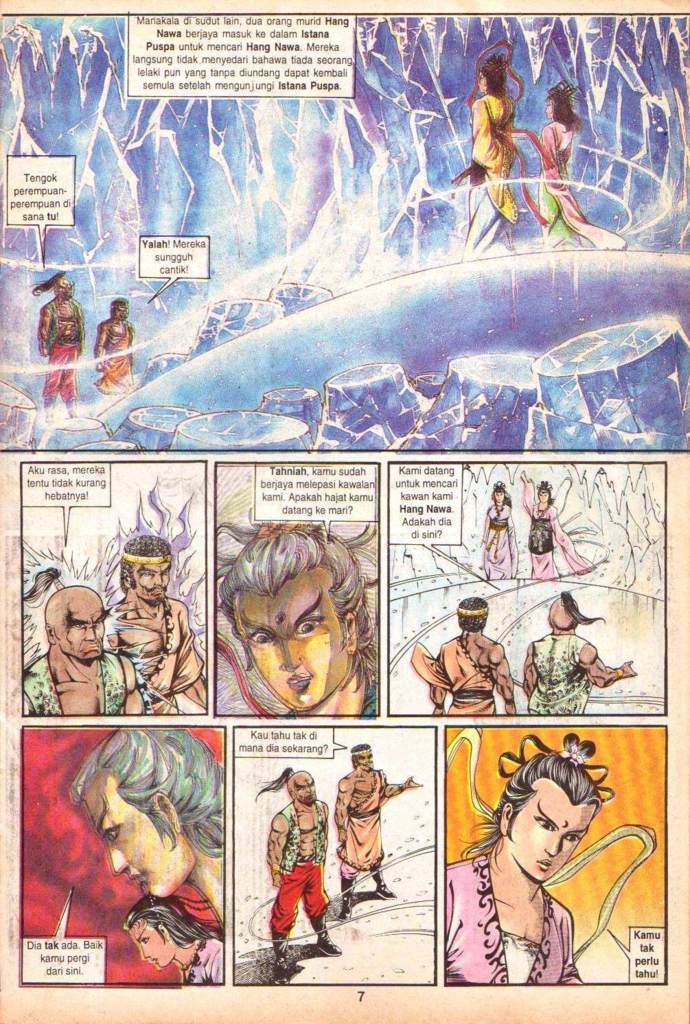 Manakala di sudut lain, dua orang murid Hang
Nawa berjaya masuk ke dalam Istana
Puspa untuk mencari Hang Nawa. Mereka
langsung tidak menyedari bahawa tiada seorang
lelaki pun yang tanpa diundang dapat kembali
semula setelah mengunjungi Istana Puspa.
Tengok
perempuan-
perempuan di
sana tu!
Yalah! Mereka
sungguh
cantik!
Aku rasa, mereka
tentu tidak kurang
hebatnya!
Tahniah, kamu sudah
berjaya melepasi kawalan
kami. Apakah hajat kamu
datang ke mari?
Kami datang
untuk mencari
kawan kami
Hang Nawa.
Adakah dia
di sini?
Dia tak ada. Baik
kamu pergi
dari sini.
Kau tahu tak di
mana dia sekarang?
Kamu
tak
perlu
tahu!
7